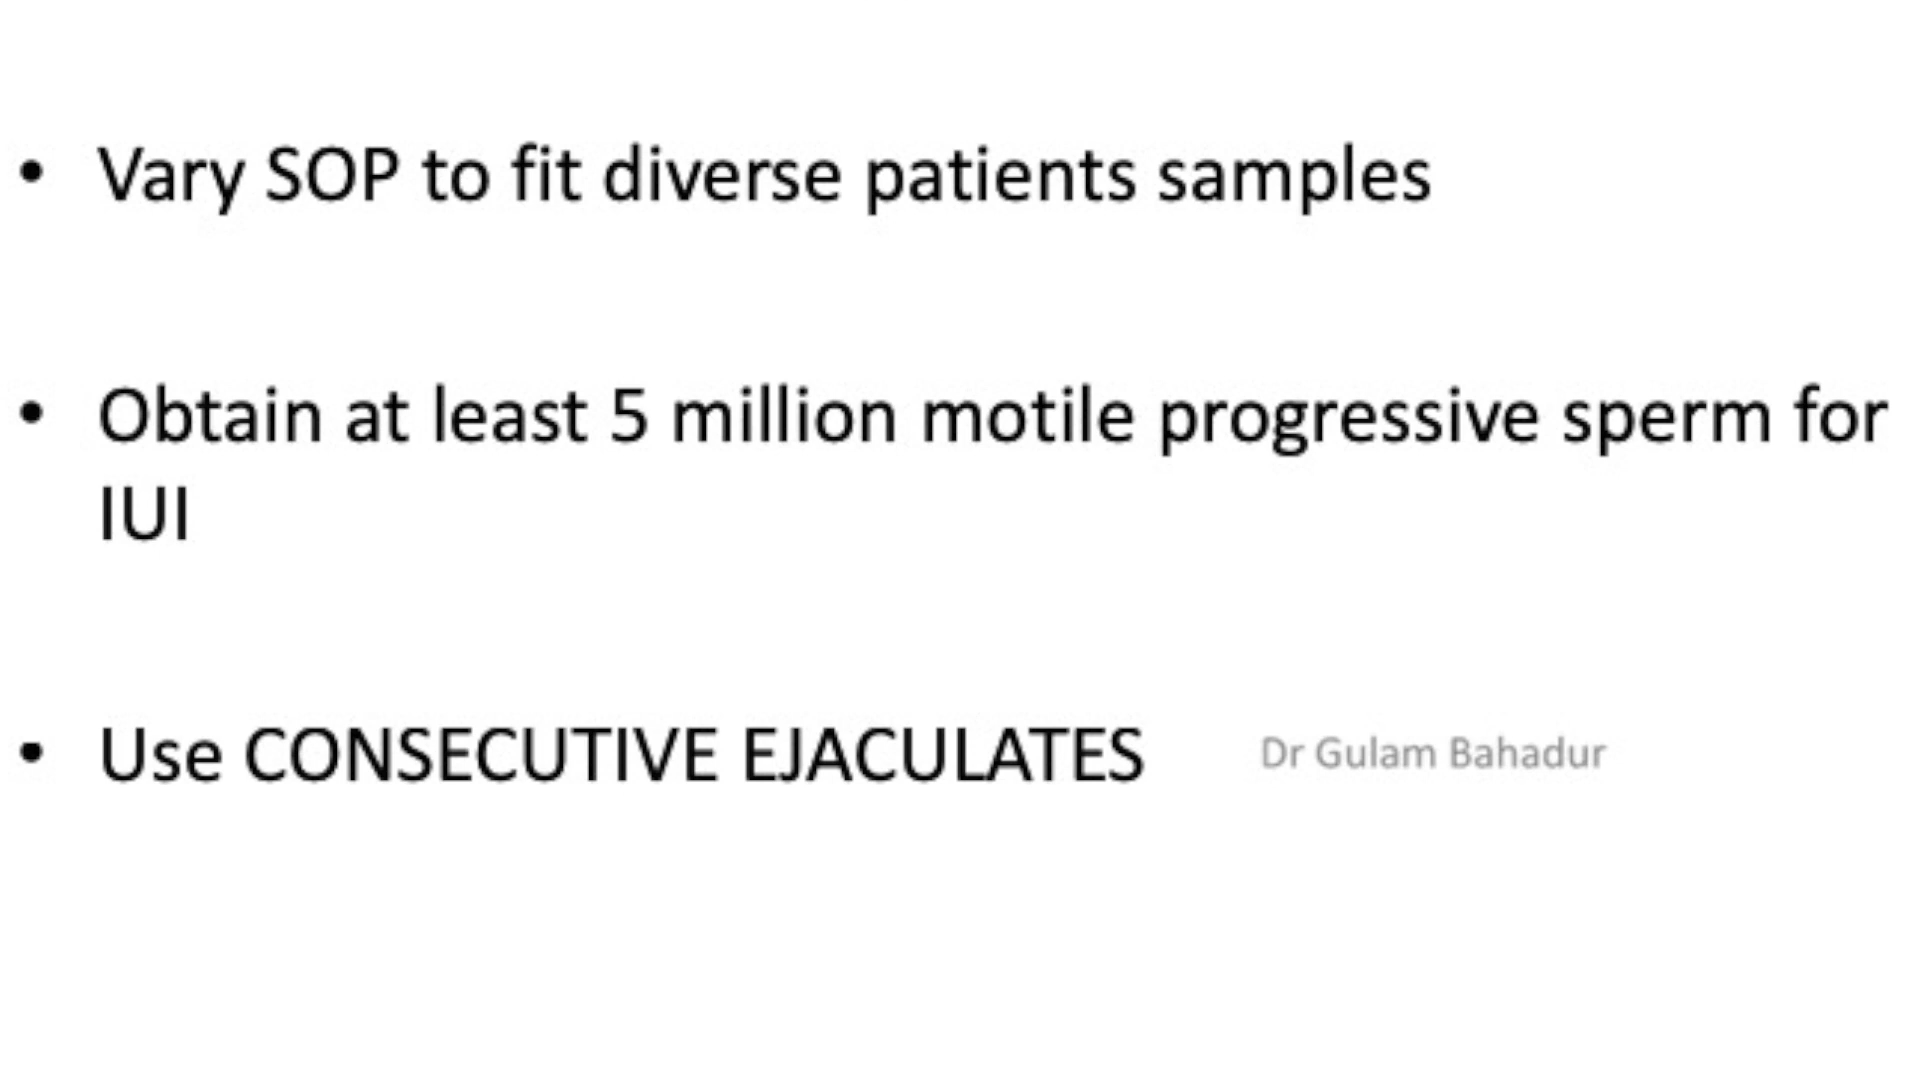 • Vary SOP to fit diverse patients samples
• Obtain at least 5 million motile progressive sperm for
IUI
• Use CONSECUTIVE EJACULATES Dr Gulam Bahadur